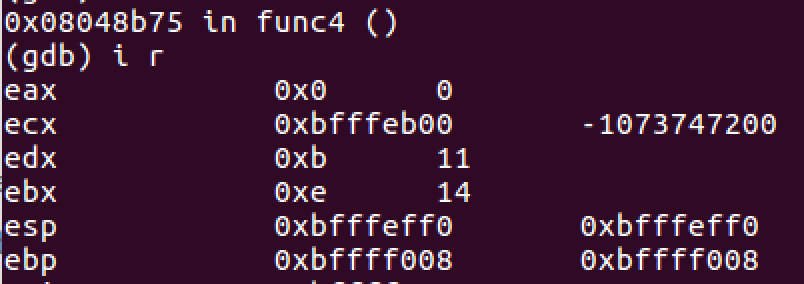 0x08048b75 in func4 ()
(gdb) i r
eax 0x0 0
ecx 0xbfffeb00 -1073747200
edx 0xb 11
ebx 0xe 14
esp 0xbfffeff0 0xbfffeff0
ebp 0xbffff008 0xbffff008